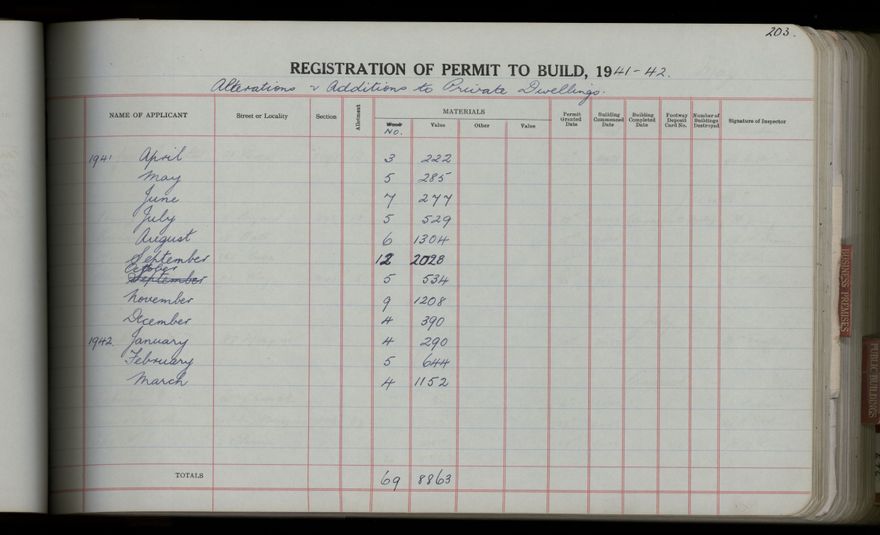 203.
REGISTRATION OF PERMIT TO BUILD, 1941-42.
Alterations & Additions to Private Dwellings.
NAME OF APPLICANT Street or Locality Section Allotment MATERIALS Permit Granted Date Building Commenced Date Building Completed Date Footway Deposit Card No. Number of Buildings Destroyed Signature of Inspector
Wood No. Value Other Value
1941 April 3 222
May 5 285
June 7 277
July 5 529
August 6 1304
September 12 2028
October
September 5 534
November 9 1208
December 4 390
1942 January 4 290
February 5 644
March 4 1152
TOTALS 69 8863
BUSINESS PREMISES
PUBLIC BUILDINGS